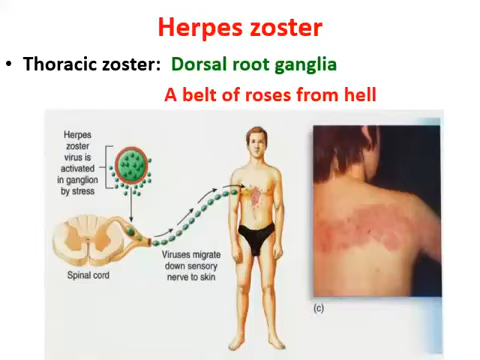 Herpes zoster
• Thoracic zoster: Dorsal root ganglia
A belt of roses from hell
Herpes
zoster
virus is
activated
in ganglion
by stress
Spinal cord
Viruses migrate
down sensory
nerve to skin
(c)